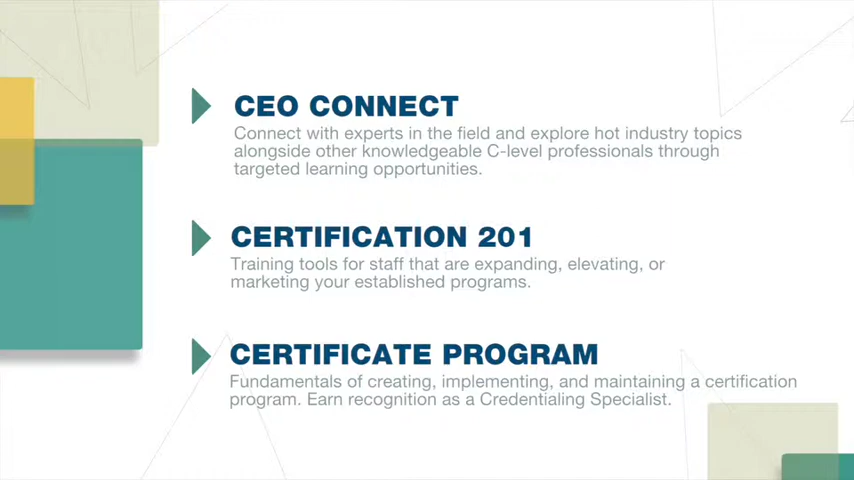 CEO CONNECT
Connect with experts in the field and explore hot industry topics
alongside other knowledgeable C-level professionals through
targeted learning opportunities.
CERTIFICATION 201
Training tools for staff that are expanding, elevating, or
marketing your established programs.
CERTIFICATE PROGRAM
Fundamentals of creating, implementing, and maintaining a certification
program. Earn recognition as a Credentialing Specialist.